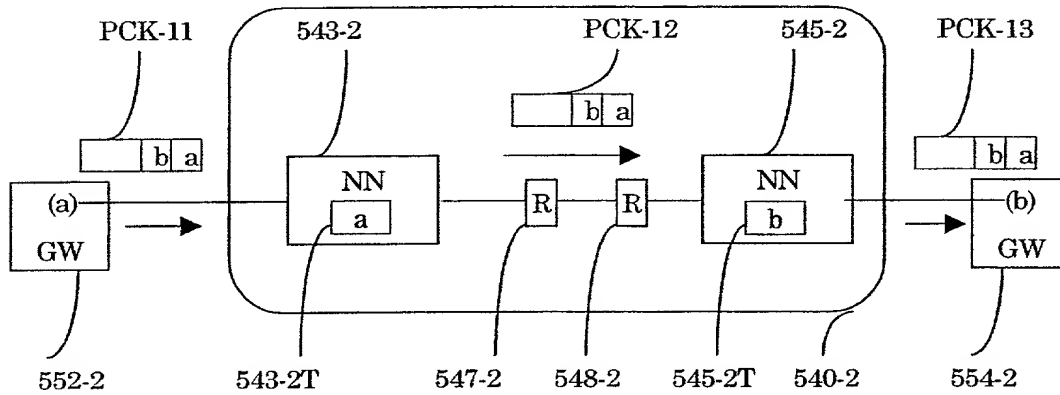 PCK-11 543-2 PCK-12 545-2 PCK-13
b a
b a
b a
(a) NN R R NN (b)
a b
GW GW
552-2 543-2T 547-2 548-2 545-2T 540-2 554-2